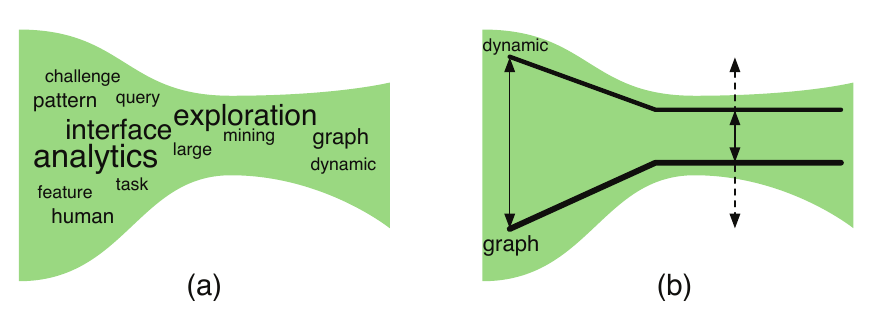 challenge
pattern query
exploration
interface
mining
graph
analytics
large
dynamic
feature
task
human
(a)
dynamic
graph
(b)